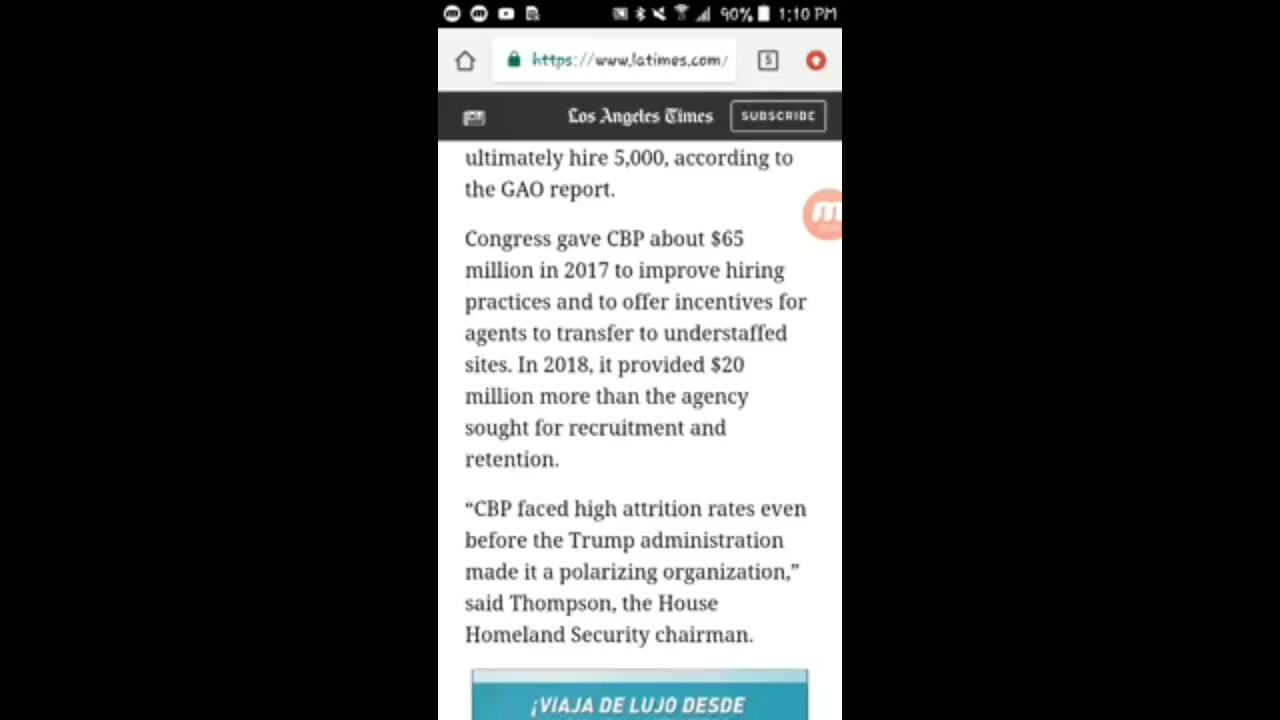 90% 1:10 PM
https://www.latimes.com/
5
Los Angeles Times
SUBSCRIBE
ultimately hire 5,000, according to
the GAO report.
Congress gave CBP about $65
million in 2017 to improve hiring
practices and to offer incentives for
agents to transfer to understaffed
sites. In 2018, it provided $20
million more than the agency
sought for recruitment and
retention.
“CBP faced high attrition rates even
before the Trump administration
made it a polarizing organization,”
said Thompson, the House
Homeland Security chairman.
¡VIAJA DE LUJO DESDE